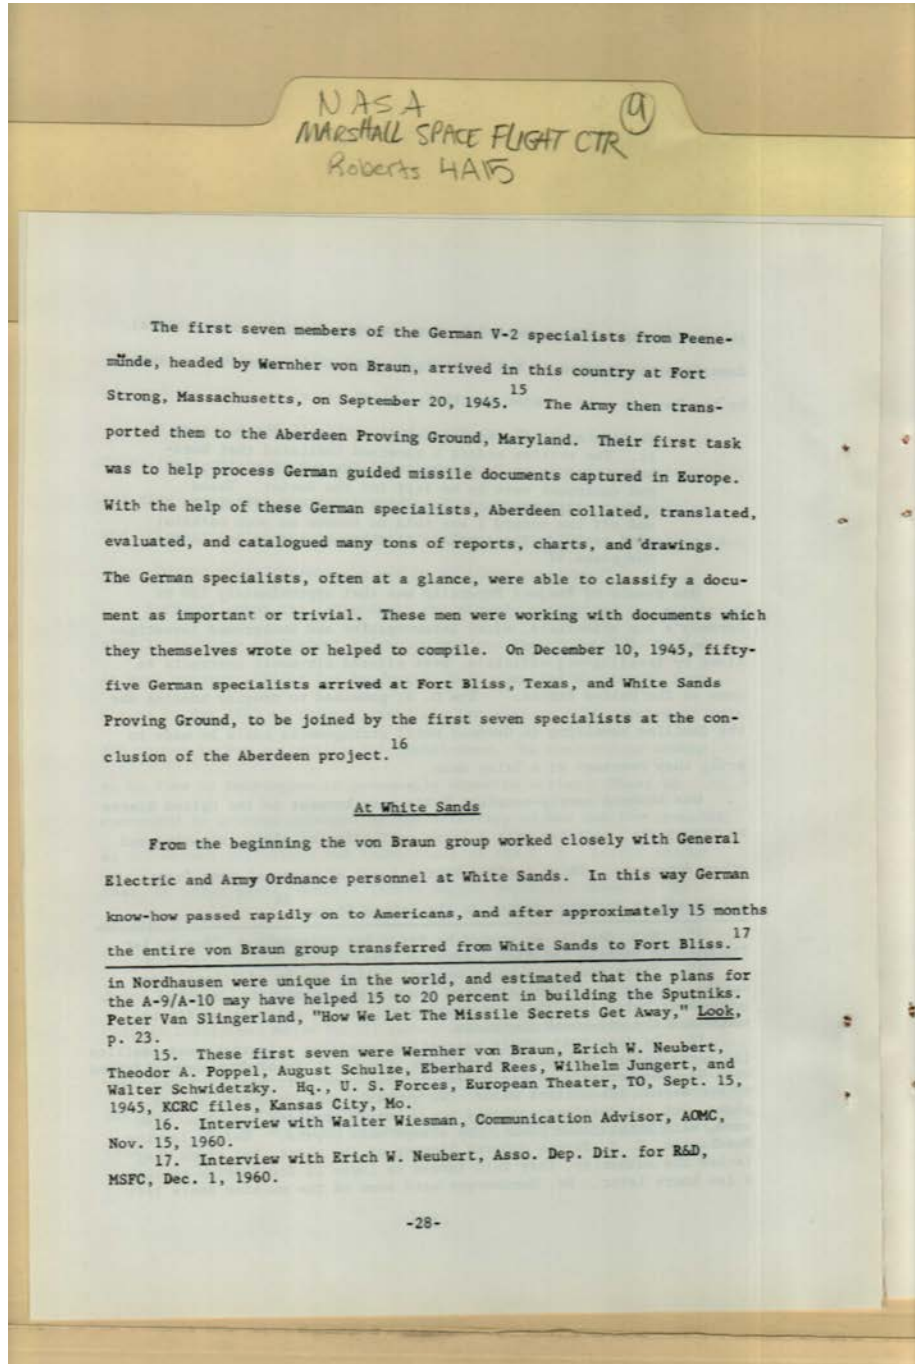 NASA
MARSHALL SPACE FLIGHT CTR
9
Roberts 4A15
The first seven members of the German V-2 specialists from Peene-
münde, headed by Wernher von Braun, arrived in this country at Fort
Strong, Massachusetts, on September 20, 1945.15 The Army then trans-
ported them to the Aberdeen Proving Ground, Maryland. Their first task
was to help process German guided missile documents captured in Europe.
With the help of these German specialists, Aberdeen collated, translated,
evaluated, and catalogued many tons of reports, charts, and drawings.
The German specialists, often at a glance, were able to classify a docu-
ment as important or trivial. These men were working with documents which
they themselves wrote or helped to compile. On December 10, 1945, fifty-
five German specialists arrived at Fort Bliss, Texas, and White Sands
Proving Ground, to be joined by the first seven specialists at the con-
clusion of the Aberdeen project.16
At White Sands
From the beginning the von Braun group worked closely with General
Electric and Army Ordnance personnel at White Sands. In this way German
know-how passed rapidly on to Americans, and after approximately 15 months
the entire von Braun group transferred from White Sands to Fort Bliss.17
in Nordhausen were unique in the world, and estimated that the plans for
the A-9/A-10 may have helped 15 to 20 percent in building the Sputniks.
Peter Van Slingerland, "How We Let The Missile Secrets Get Away," Look,
p. 23.
15. These first seven were Wernher von Braun, Erich W. Neubert,
Theodor A. Poppel, August Schulze, Eberhard Rees, Wilhelm Jungert, and
Walter Schwidetzky. Hq., U. S. Forces, European Theater, TO, Sept. 15,
1945, KCRC files, Kansas City, Mo.
16. Interview with Walter Wiesman, Communication Advisor, AOMC,
Nov. 15, 1960.
17. Interview with Erich W. Neubert, Asso. Dep. Dir. for R&D,
MSFC, Dec. 1, 1960.
-28-